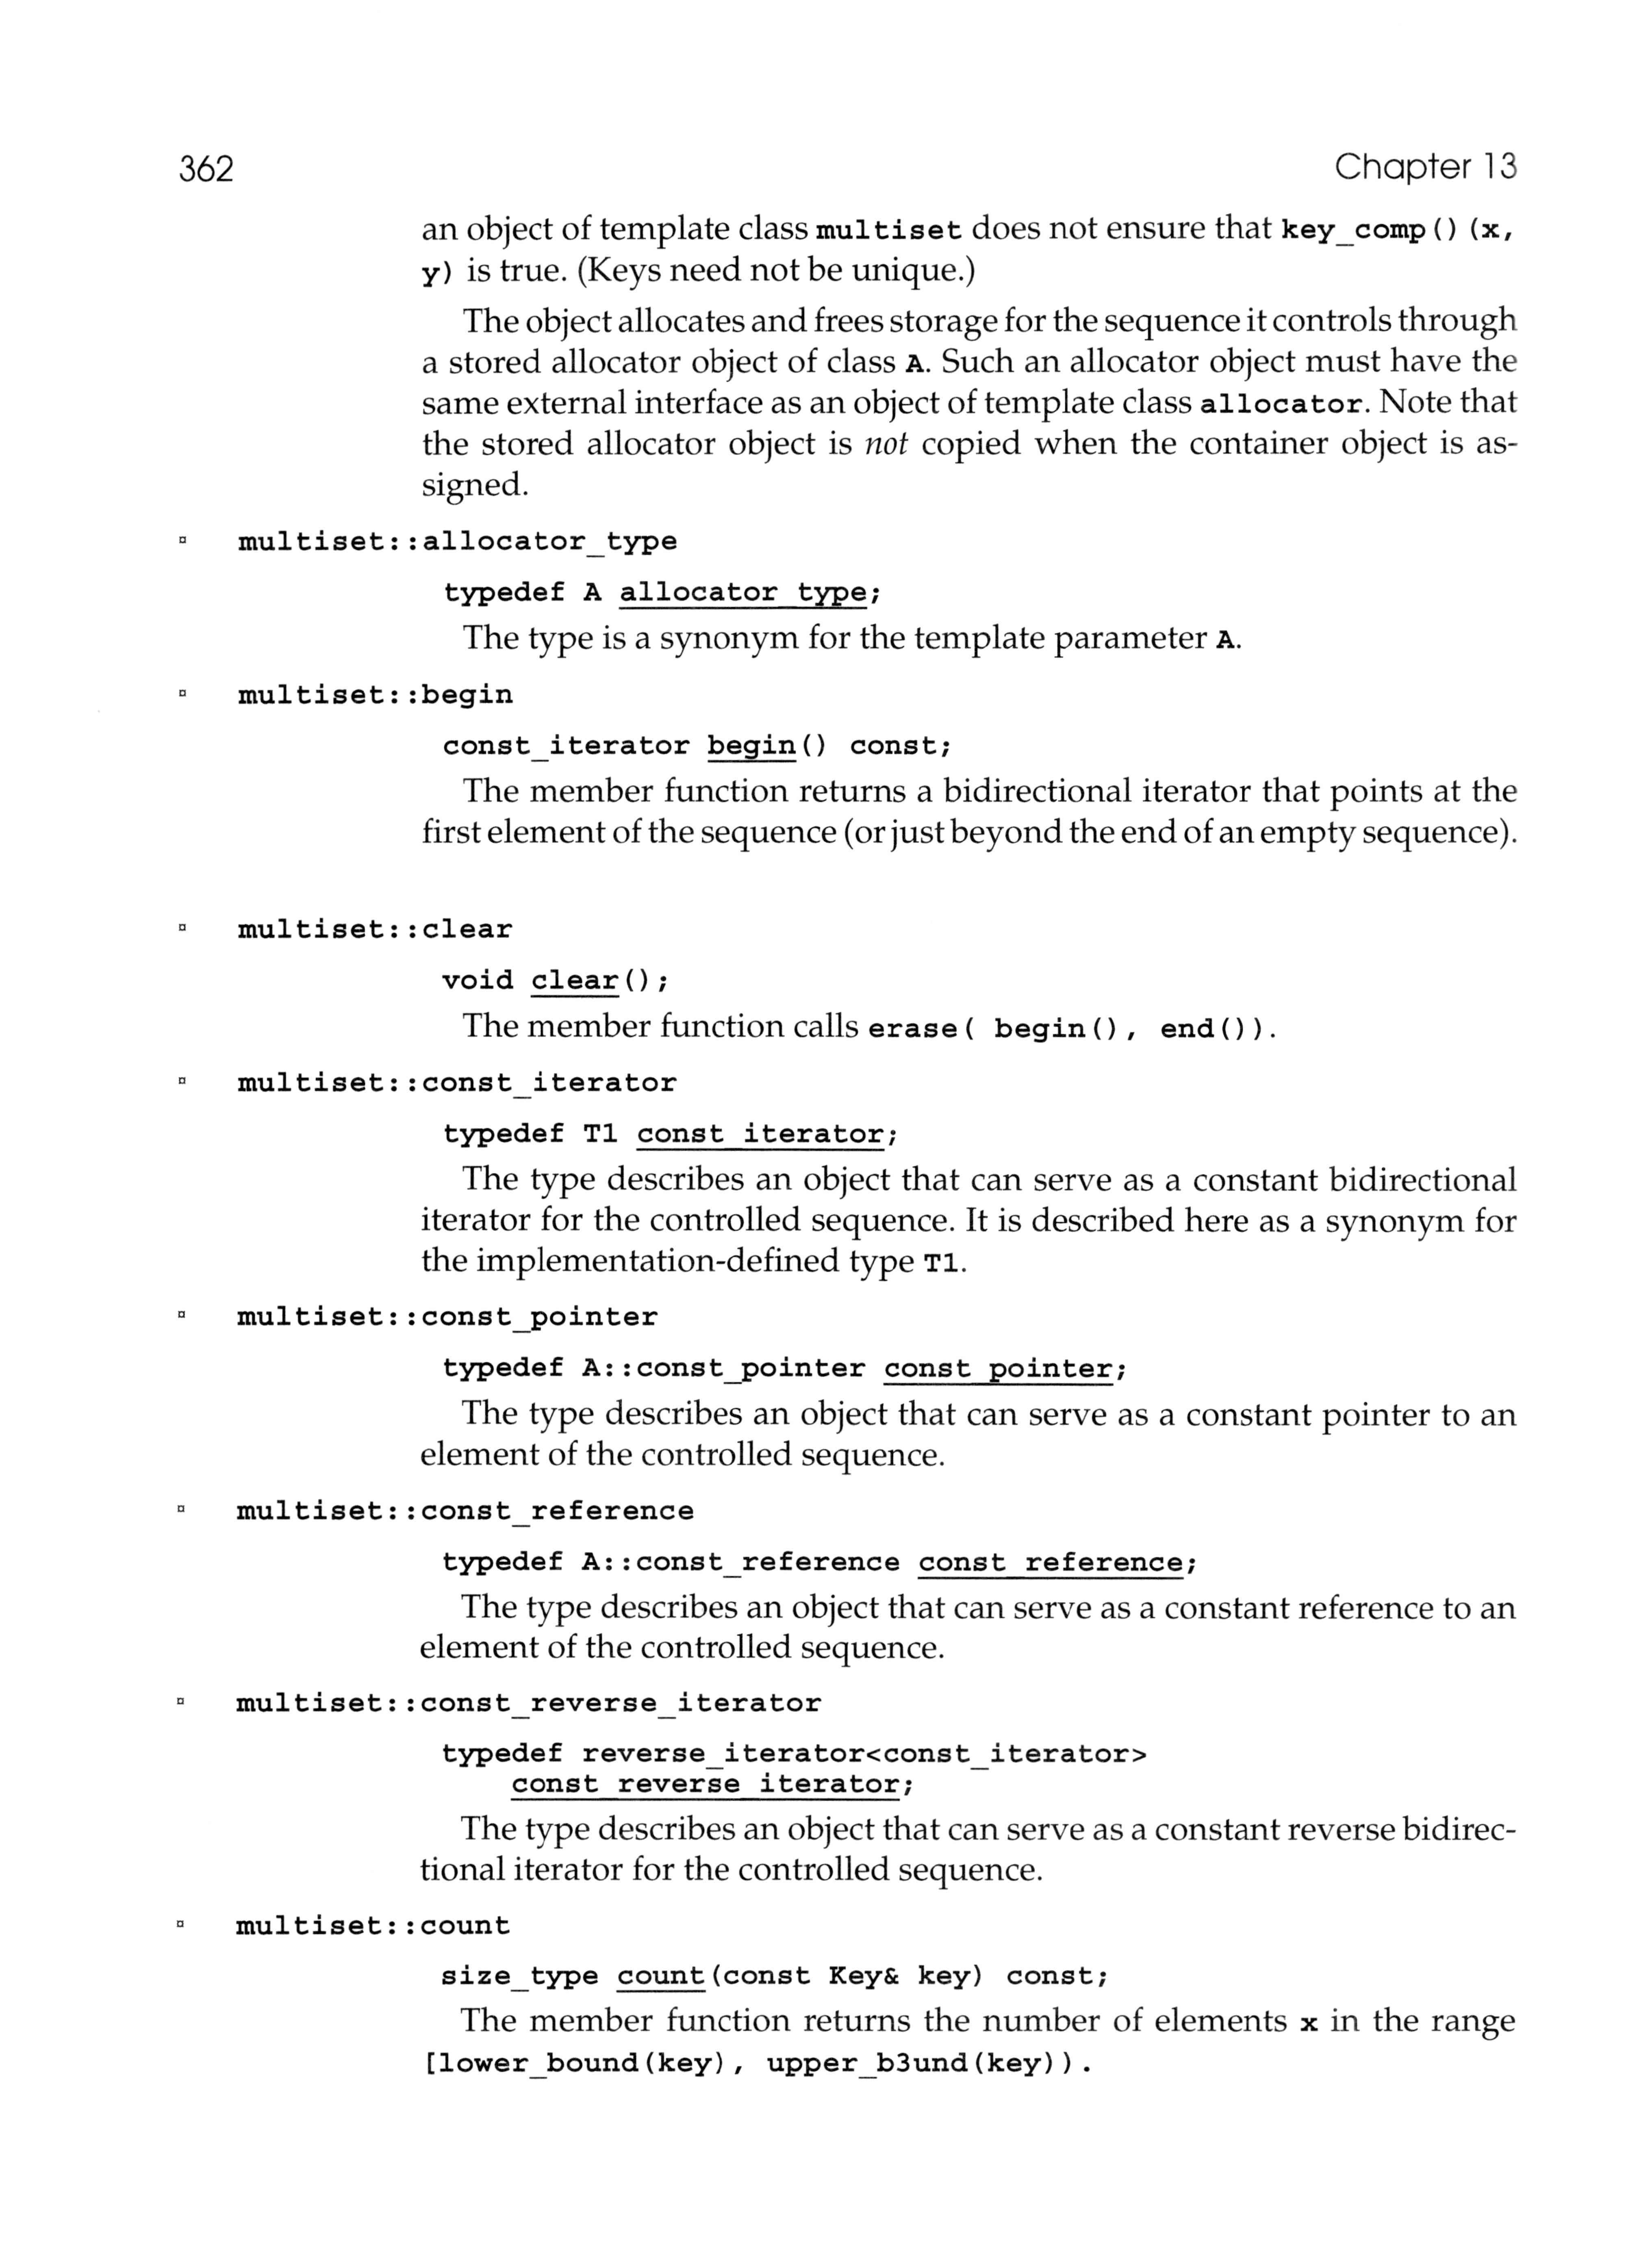 362
Chapter 13
an object of template class multiset does not ensure that key_comp() (x,
y) is true. (Keys need not be unique.)
The object allocates and frees storage for the sequence it controls through
a stored allocator object of class A. Such an allocator object must have the
same external interface as an object of template class allocator. Note that
the stored allocator object is not copied when the container object is as-
signed.
▫ multiset::allocator_type
typedef A allocator_type;
The type is a synonym for the template parameter A.
▫ multiset::begin
const_iterator begin() const;
The member function returns a bidirectional iterator that points at the
first element of the sequence (or just beyond the end of an empty sequence).
▫ multiset::clear
void clear();
The member function calls erase( begin(), end()).
▫ multiset::const_iterator
typedef T1 const_iterator;
The type describes an object that can serve as a constant bidirectional
iterator for the controlled sequence. It is described here as a synonym for
the implementation-defined type T1.
▫ multiset::const_pointer
typedef A::const_pointer const_pointer;
The type describes an object that can serve as a constant pointer to an
element of the controlled sequence.
▫ multiset::const_reference
typedef A::const_reference const_reference;
The type describes an object that can serve as a constant reference to an
element of the controlled sequence.
▫ multiset::const_reverse_iterator
typedef reverse_iterator<const_iterator>
const_reverse_iterator;
The type describes an object that can serve as a constant reverse bidirec-
tional iterator for the controlled sequence.
▫ multiset::count
size_type count(const Key& key) const;
The member function returns the number of elements x in the range
[lower_bound(key), upper_b3und(key)).